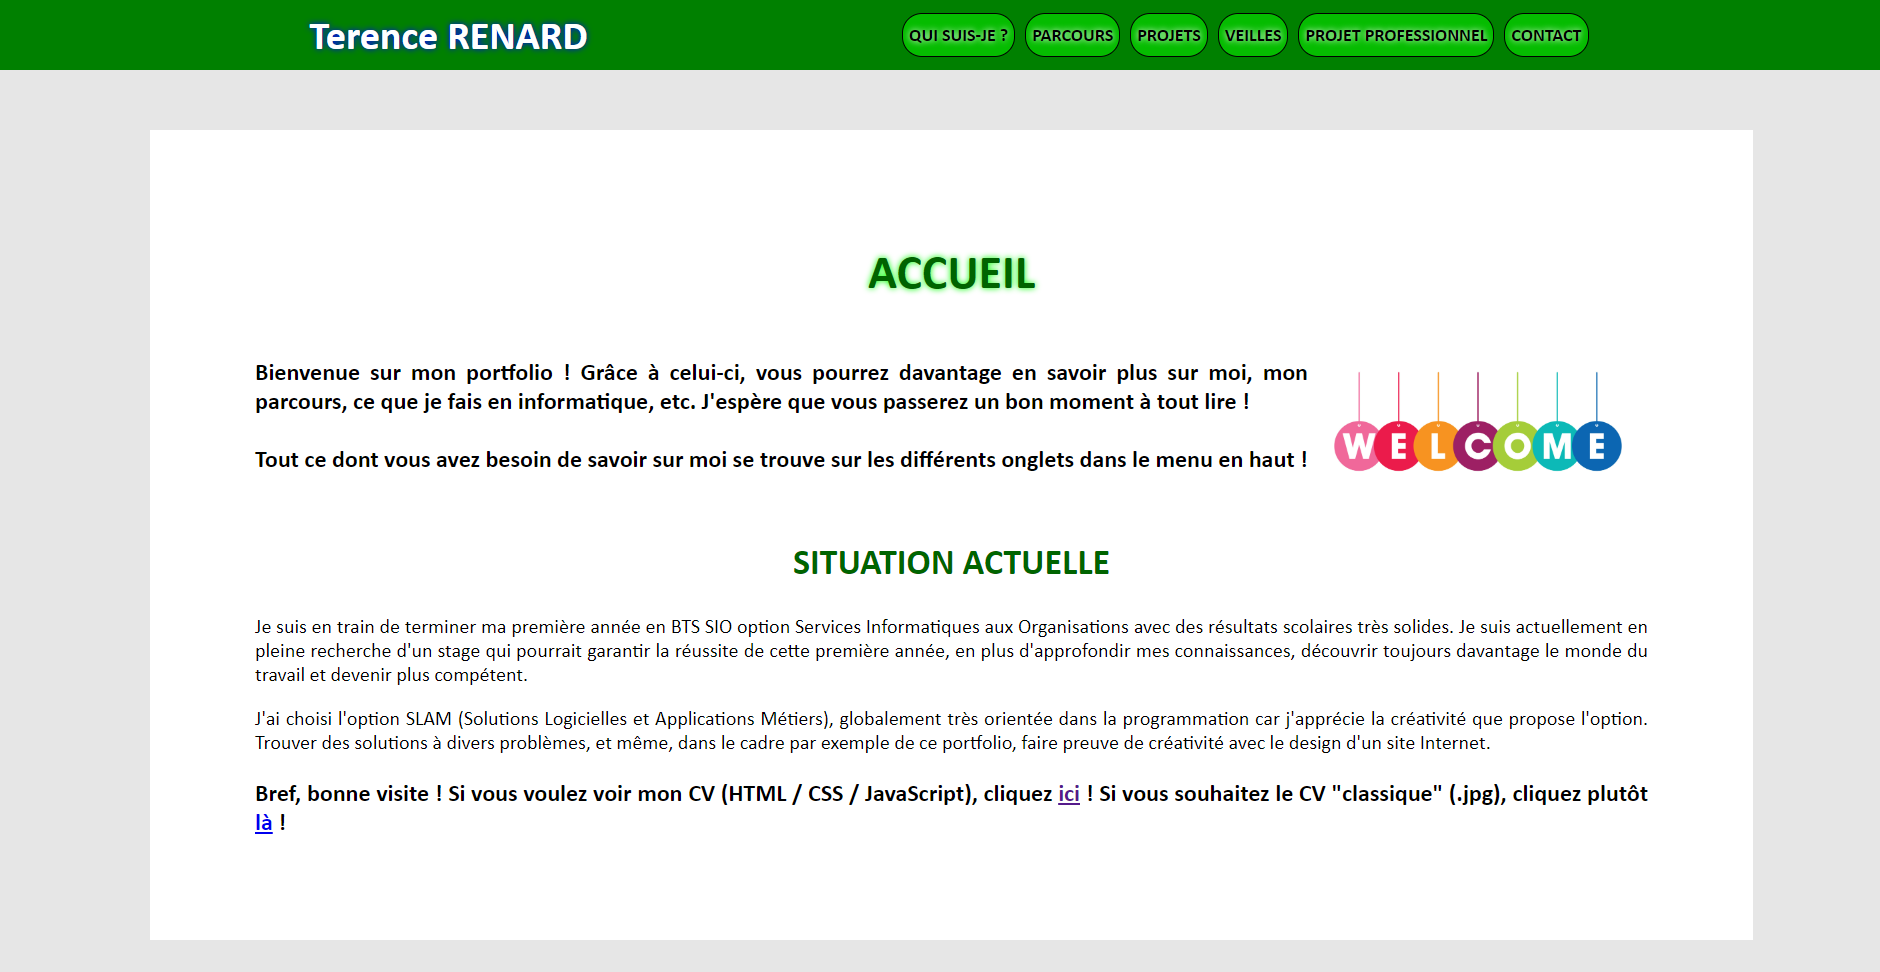 Terence RENARD
QUI SUIS-JE ?
PARCOURS
PROJETS
VEILLES
PROJET PROFESSIONNEL
CONTACT
ACCUEIL
Bienvenue sur mon portfolio ! Grâce à celui-ci, vous pourrez davantage en savoir plus sur moi, mon
parcours, ce que je fais en informatique, etc. J'espère que vous passerez un bon moment à tout lire !
Tout ce dont vous avez besoin de savoir sur moi se trouve sur les différents onglets dans le menu en haut !
WELCOME
SITUATION ACTUELLE
Je suis en train de terminer ma première année en BTS SIO option Services Informatiques aux Organisations avec des résultats scolaires très solides. Je suis actuellement en
pleine recherche d'un stage qui pourrait garantir la réussite de cette première année, en plus d'approfondir mes connaissances, découvrir toujours davantage le monde du
travail et devenir plus compétent.
J'ai choisi l'option SLAM (Solutions Logicielles et Applications Métiers), globalement très orientée dans la programmation car j'apprécie la créativité que propose l'option.
Trouver des solutions à divers problèmes, et même, dans le cadre par exemple de ce portfolio, faire preuve de créativité avec le design d'un site Internet.
Bref, bonne visite ! Si vous voulez voir mon CV (HTML / CSS / JavaScript), cliquez ici ! Si vous souhaitez le CV "classique" (.jpg), cliquez plutôt
là !